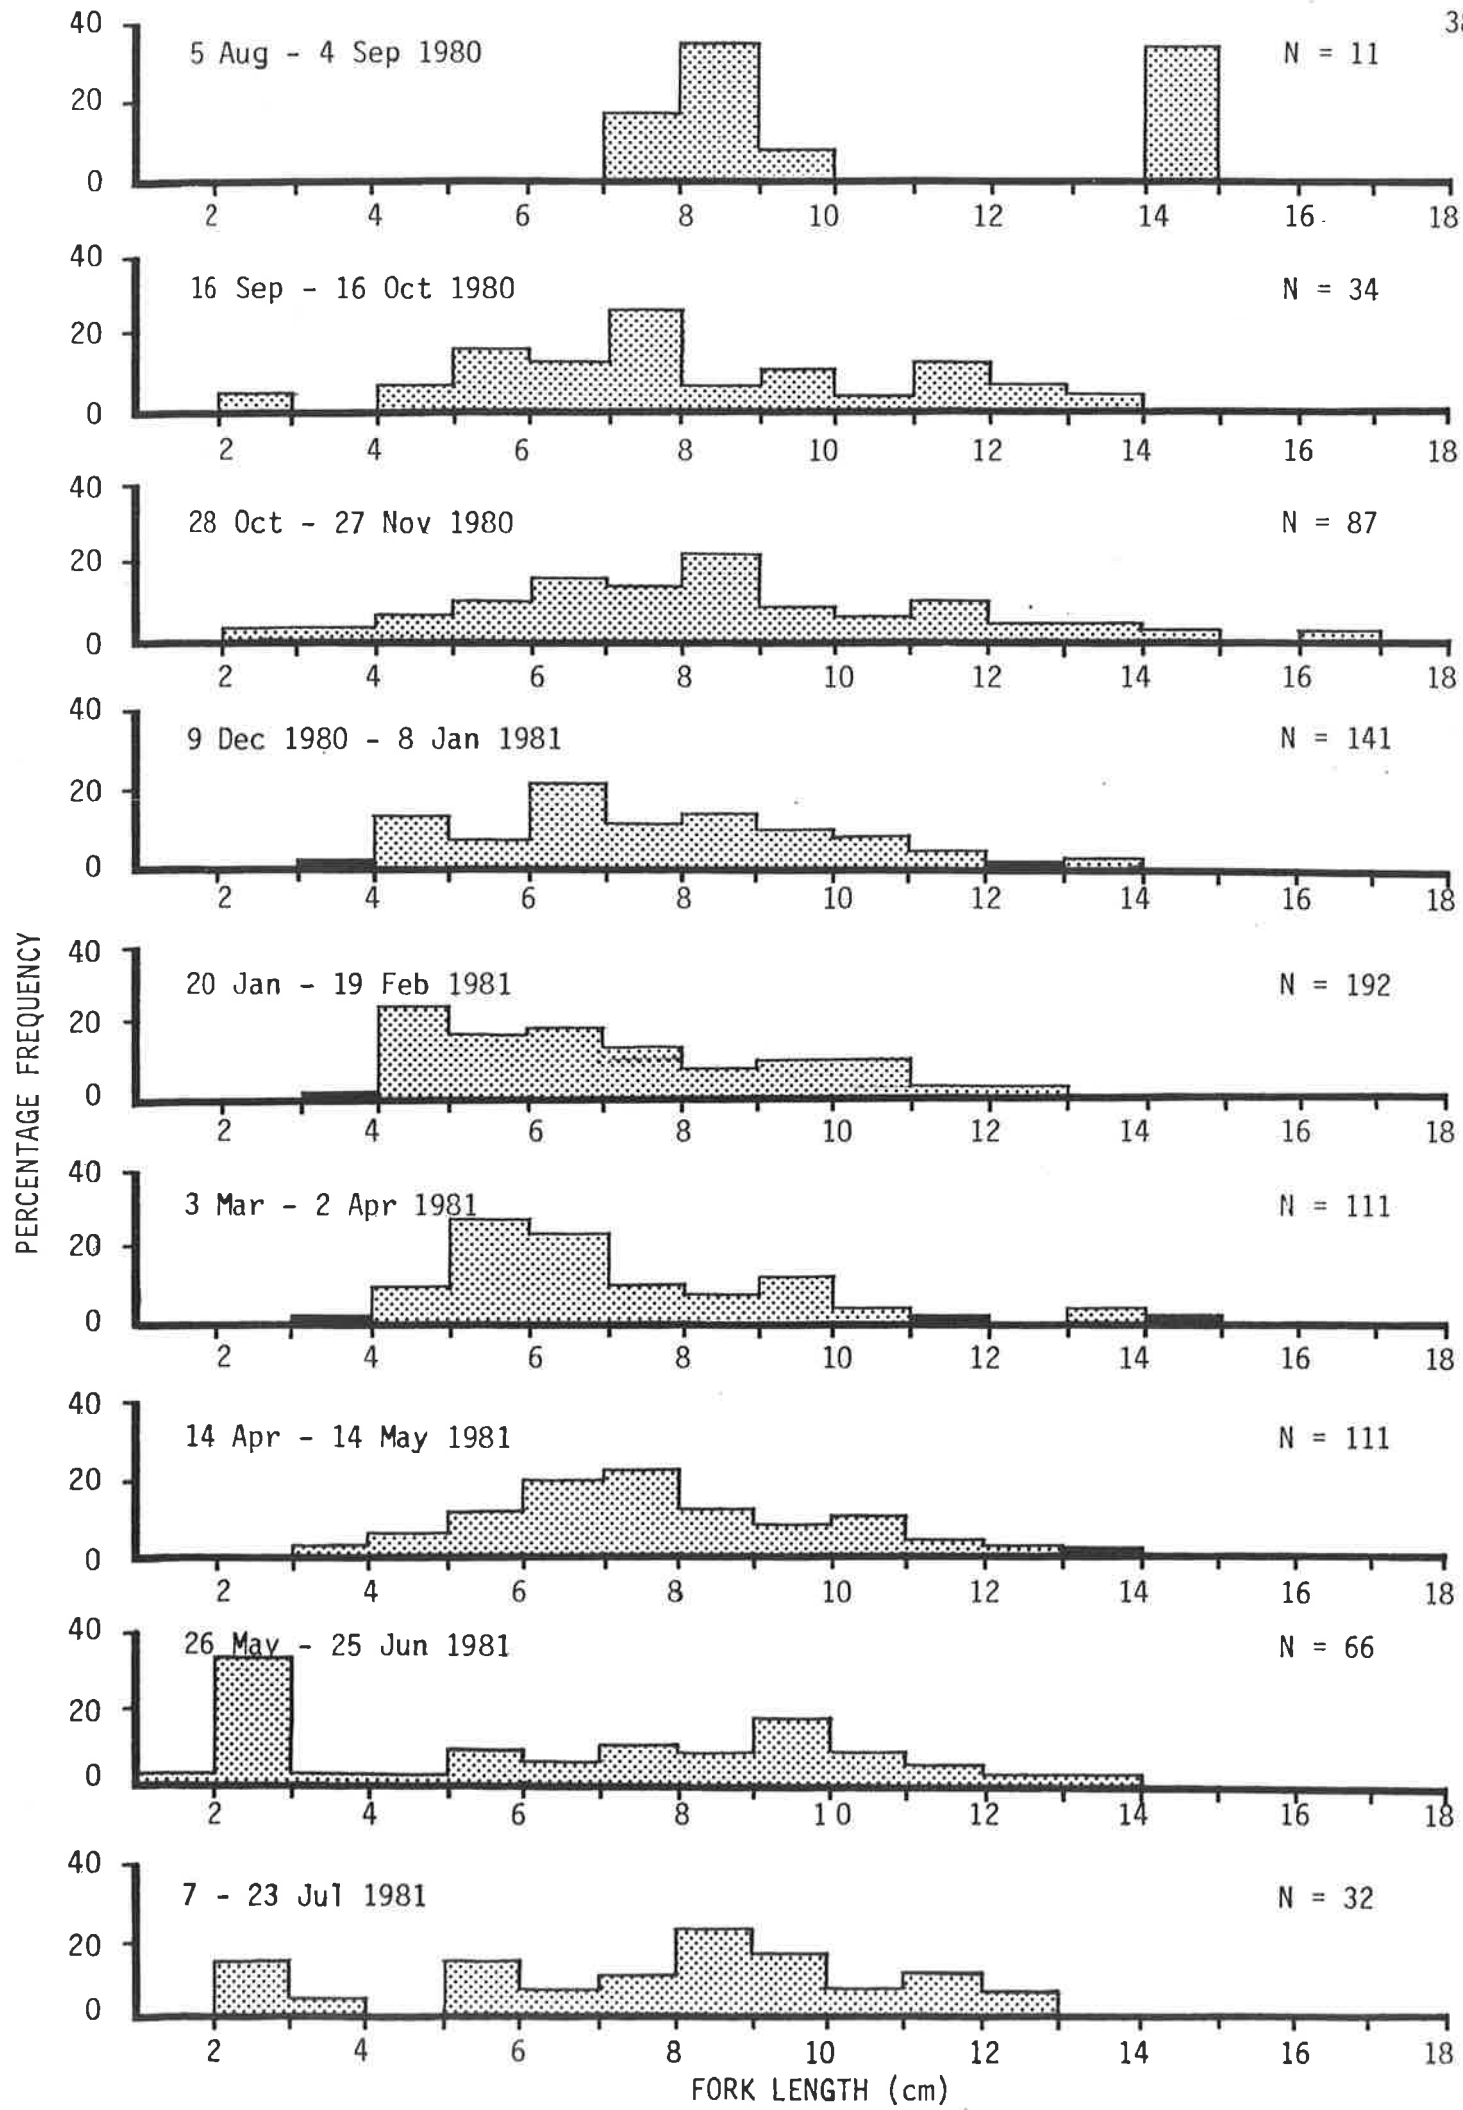 38
40
5 Aug - 4 Sep 1980 N = 11
20
0
2 4 6 8 10 12 14 16 18
40
16 Sep - 16 Oct 1980 N = 34
20
0
2 4 6 8 10 12 14 16 18
40
28 Oct - 27 Nov 1980 N = 87
20
0
2 4 6 8 10 12 14 16 18
40
9 Dec 1980 - 8 Jan 1981 N = 141
20
0
2 4 6 8 10 12 14 16 18
PERCENTAGE FREQUENCY
40
20 Jan - 19 Feb 1981 N = 192
20
0
2 4 6 8 10 12 14 16 18
40
3 Mar - 2 Apr 1981 N = 111
20
0
2 4 6 8 10 12 14 16 18
40
14 Apr - 14 May 1981 N = 111
20
0
2 4 6 8 10 12 14 16 18
40
26 May - 25 Jun 1981 N = 66
20
0
2 4 6 8 10 12 14 16 18
40
7 - 23 Jul 1981 N = 32
20
0
2 4 6 8 10 12 14 16 18
FORK LENGTH (cm)